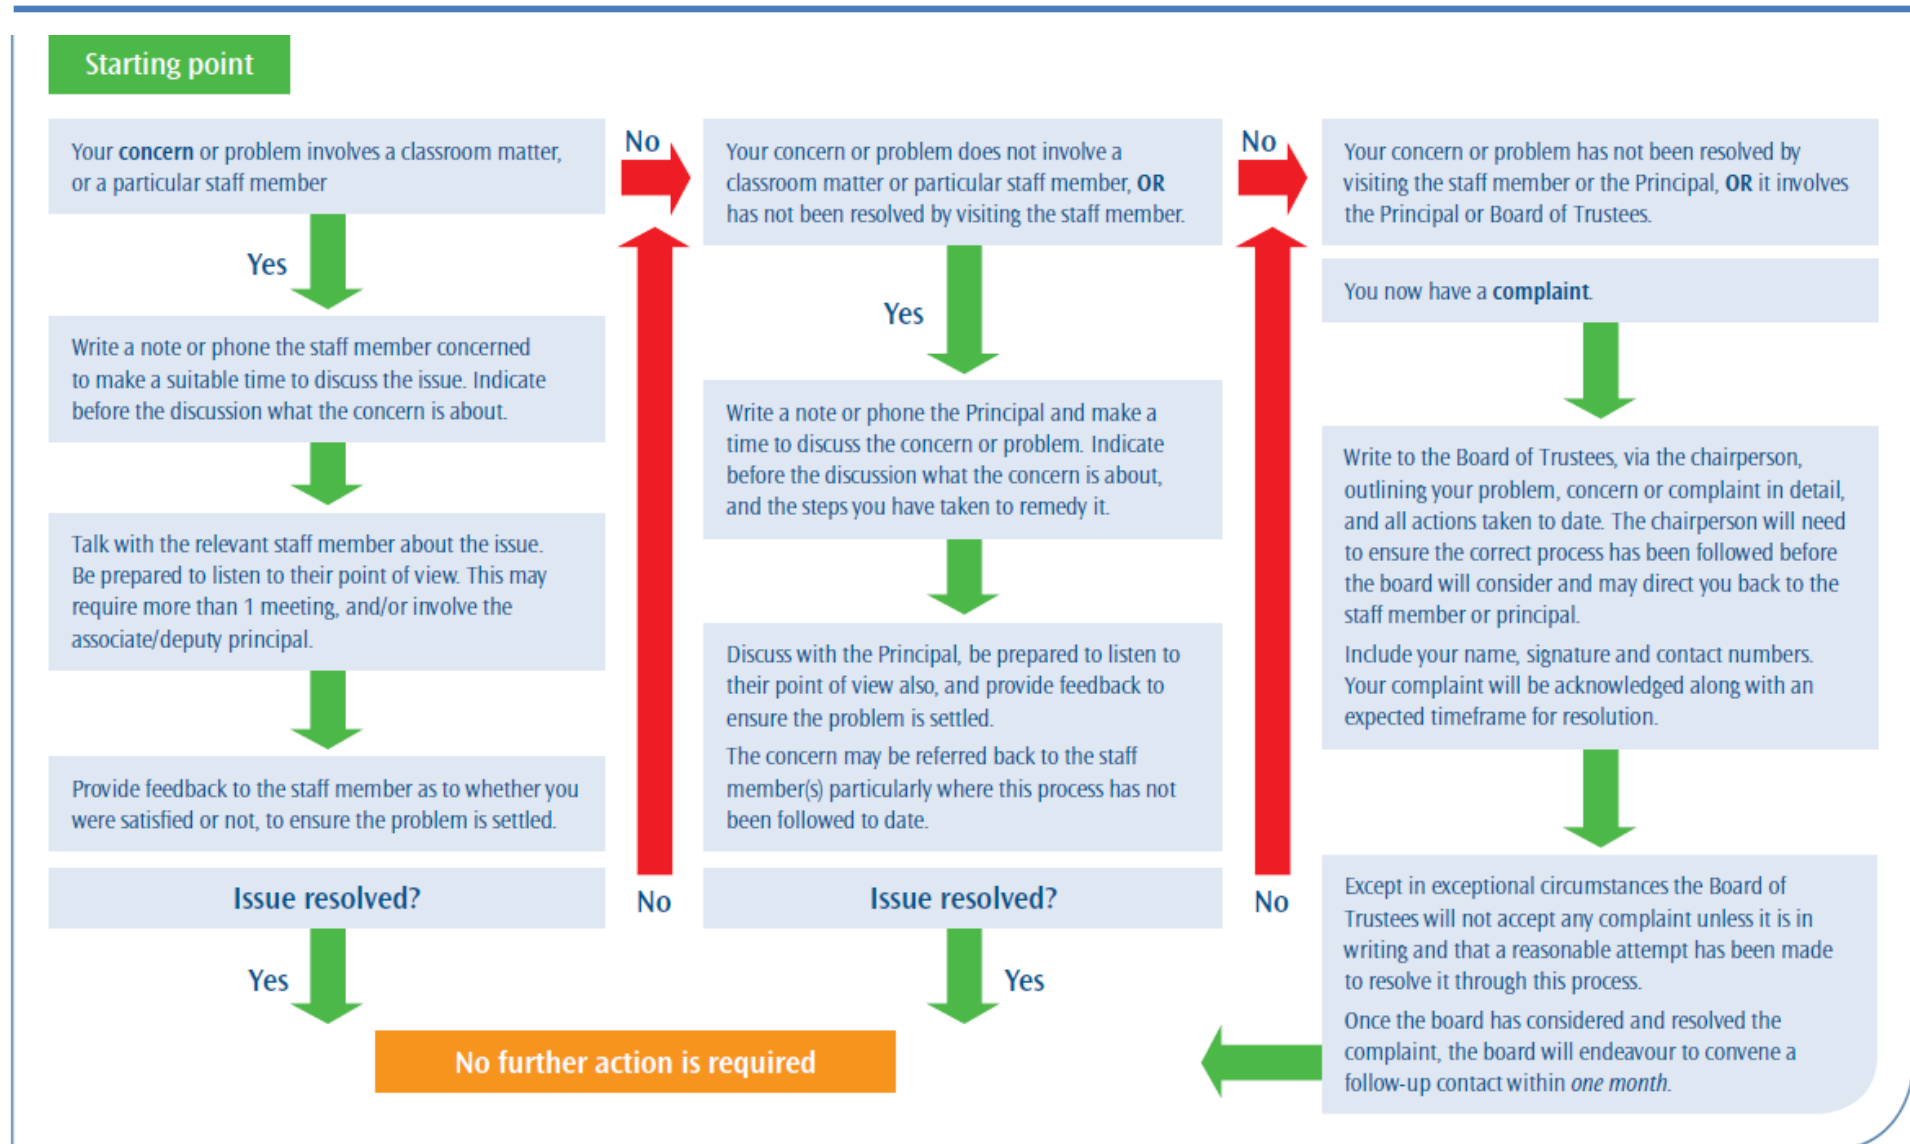 Starting point
Your concern or problem involves a classroom matter,
or a particular staff member
Yes
Write a note or phone the staff member concerned
to make a suitable time to discuss the issue. Indicate
before the discussion what the concern is about.
Talk with the relevant staff member about the issue.
Be prepared to listen to their point of view. This may
require more than 1 meeting, and/or involve the
associate/deputy principal.
Provide feedback to the staff member as to whether you
were satisfied or not, to ensure the problem is settled.
Issue resolved?
Yes
No
No
Your concern or problem does not involve a
classroom matter or particular staff member, OR
has not been resolved by visiting the staff member.
Yes
Write a note or phone the Principal and make a
time to discuss the concern or problem. Indicate
before the discussion what the concern is about,
and the steps you have taken to remedy it.
Discuss with the Principal, be prepared to listen to
their point of view also, and provide feedback to
ensure the problem is settled.
The concern may be referred back to the staff
member(s) particularly where this process has not
been followed to date.
Issue resolved?
Yes
No
No
Your concern or problem has not been resolved by
visiting the staff member or the Principal, OR it involves
the Principal or Board of Trustees.
You now have a complaint.
Write to the Board of Trustees, via the chairperson,
outlining your problem, concern or complaint in detail,
and all actions taken to date. The chairperson will need
to ensure the correct process has been followed before
the board will consider and may direct you back to the
staff member or principal.
Include your name, signature and contact numbers.
Your complaint will be acknowledged along with an
expected timeframe for resolution.
Except in exceptional circumstances the Board of
Trustees will not accept any complaint unless it is in
writing and that a reasonable attempt has been made
to resolve it through this process.
Once the board has considered and resolved the
complaint, the board will endeavour to convene a
follow-up contact within one month.
No further action is required